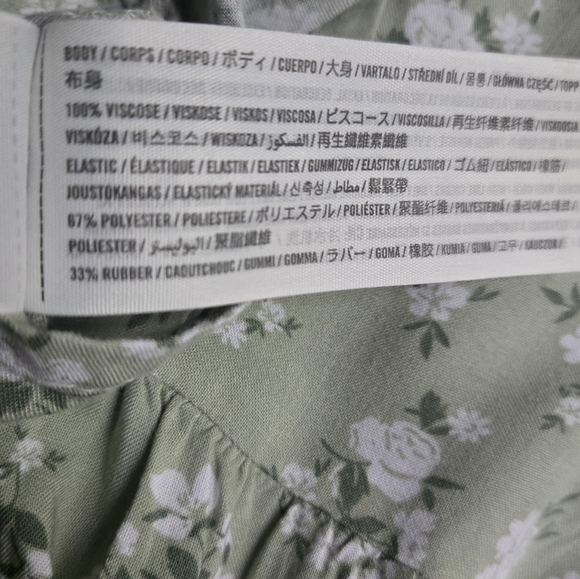 BODY / CORPS / CORPO / ボディ / CUERPO / 大身 / VARTALO / STŘEDNÍ DÍL / 몸통 / GŁÓWNA CZĘŚĆ / TOPP
布身
100% VISCOSE / VISKOSE / VISKOS / VISCOSA / ビスコース / VISCOSILLA / 再生纤维素纤维 / VISKOOSIA
VISKÓZA / 비스코스 / WISKOZA / الفسكوز / 再生纖維素纖維
ELASTIC / ÉLASTIQUE / ELASTIK / ELASTIEK / GUMMIZUG / ELASTISK / ELASTICO / ゴム紐 / ELÁSTICO / 橡筋 /
JOUSTOKANGAS / ELASTICKÝ MATERIÁL / 신축성 / مطاط / 鬆緊帶
67% POLYESTER / POLIESTERE / ポリエステル / POLIÉSTER / 聚酯纤维 / POLYESTERIÄ / 폴리에스테르 /
POLIESTER / البوليستر / 聚酯纖維
33% RUBBER / CAOUTCHOUC / GUMMI / GOMMA / ラバー / GOMA / 橡胶 / KUMIA / GUMA / 고무 / KAUCZUK